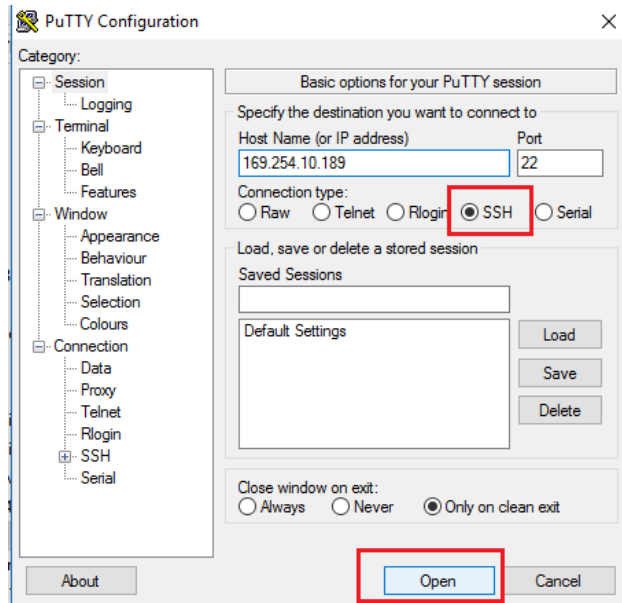 PuTTY Configuration
Category:
Session
Logging
Terminal
Keyboard
Bell
Features
Window
Appearance
Behaviour
Translation
Selection
Colours
Connection
Data
Proxy
Telnet
Rlogin
SSH
Serial
Basic options for your PuTTY session
Specify the destination you want to connect to
Host Name (or IP address) Port
169.254.10.189 22
Connection type:
Raw Telnet Rlogin SSH Serial
Load, save or delete a stored session
Saved Sessions
Default Settings
Load
Save
Delete
Close window on exit:
Always Never Only on clean exit
About Open Cancel